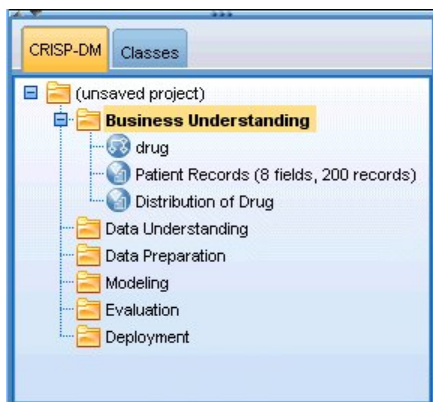 CRISP-DM Classes
(unsaved project)
Business Understanding
drug
Patient Records (8 fields, 200 records)
Distribution of Drug
Data Understanding
Data Preparation
Modeling
Evaluation
Deployment